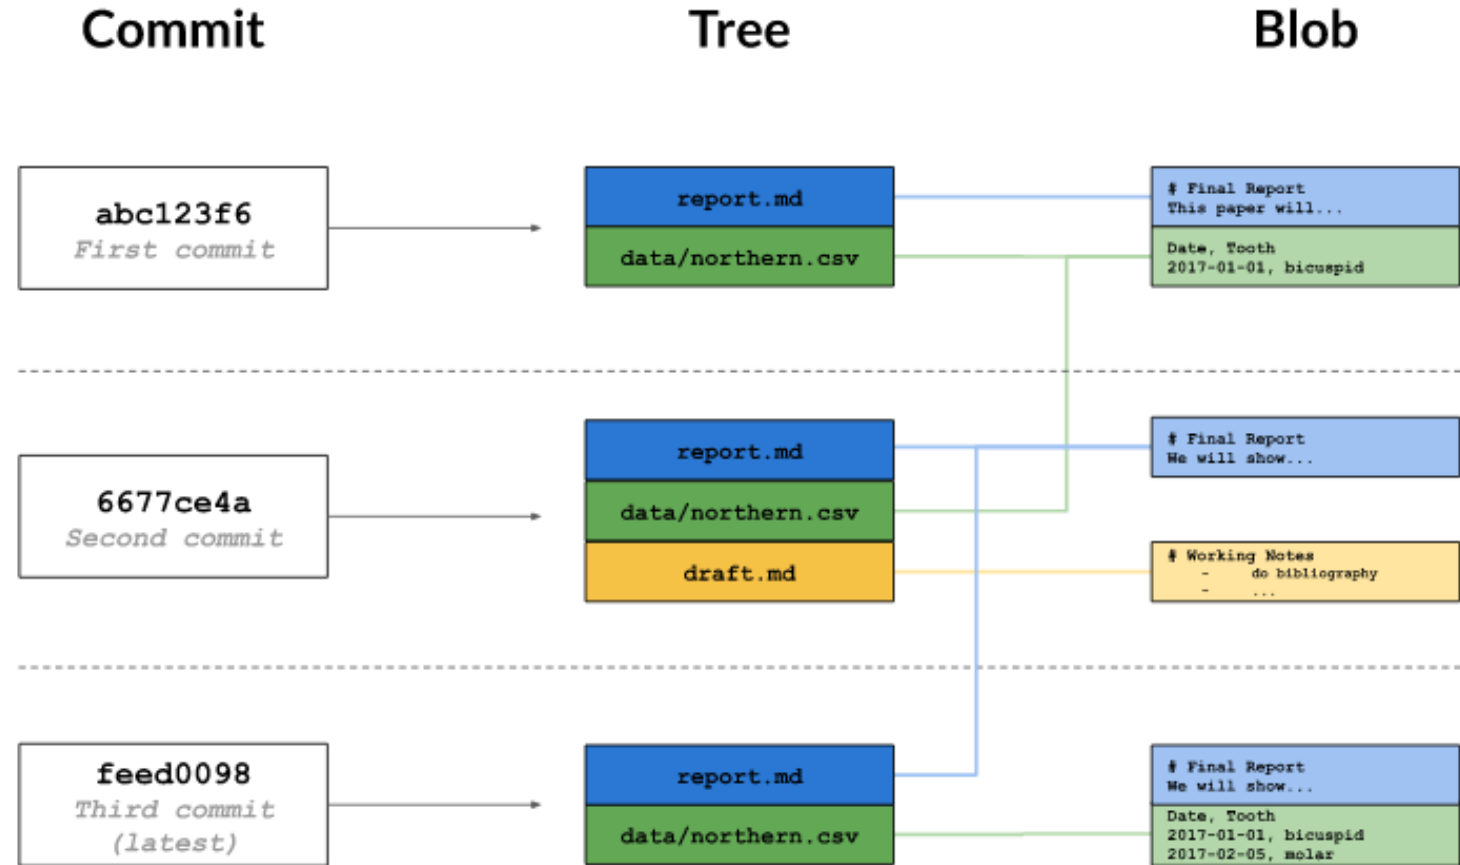 Commit
Tree
Blob
abc123f6
First commit
report.md
data/northern.csv
# Final Report
This paper will...
Date, Tooth
2017-01-01, bicuspid
6677ce4a
Second commit
report.md
data/northern.csv
draft.md
# Final Report
We will show...
# Working Notes
- do bibliography
- ...
feed0098
Third commit
(latest)
report.md
data/northern.csv
# Final Report
We will show...
Date, Tooth
2017-01-01, bicuspid
2017-02-05, molar